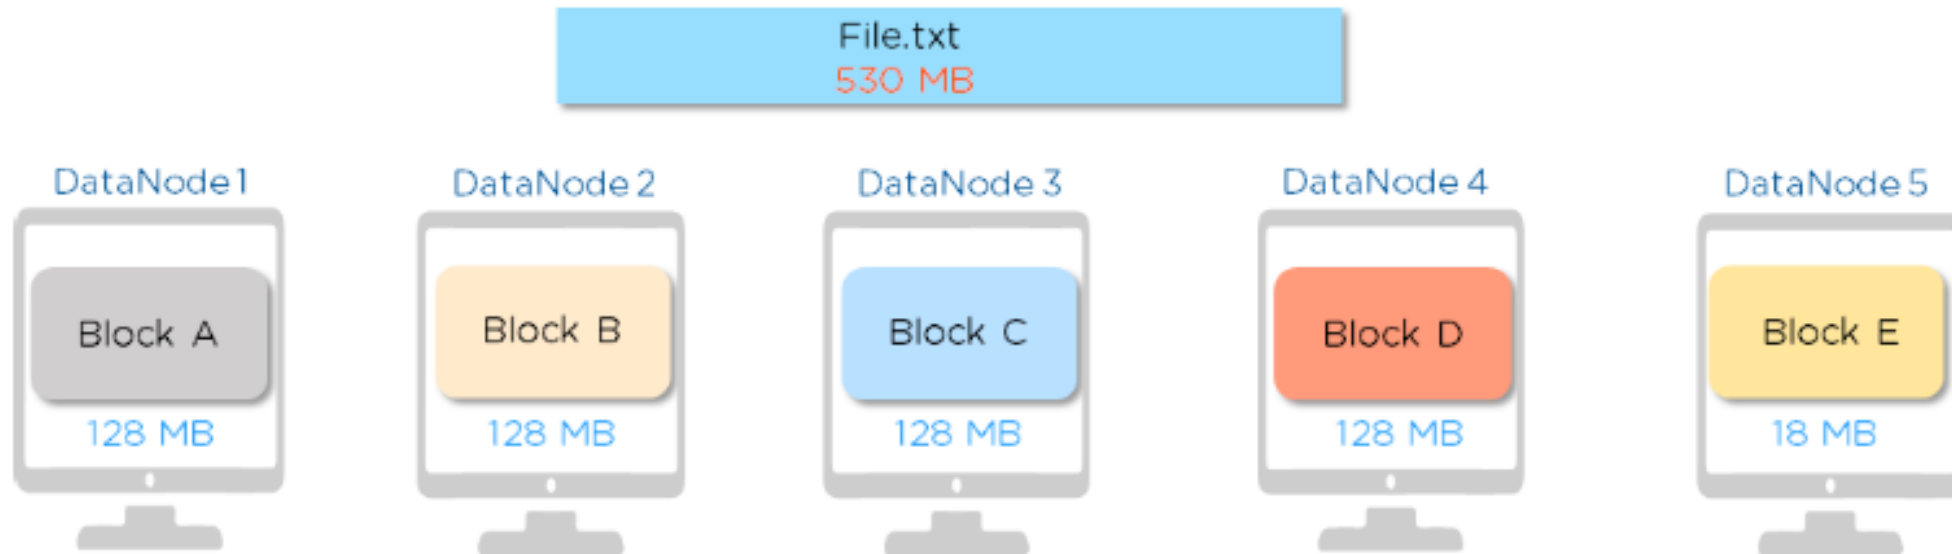 File.txt
530 MB
DataNode 1
DataNode 2
DataNode 3
DataNode 4
DataNode 5
Block A
Block B
Block C
Block D
Block E
128 MB
128 MB
128 MB
128 MB
18 MB